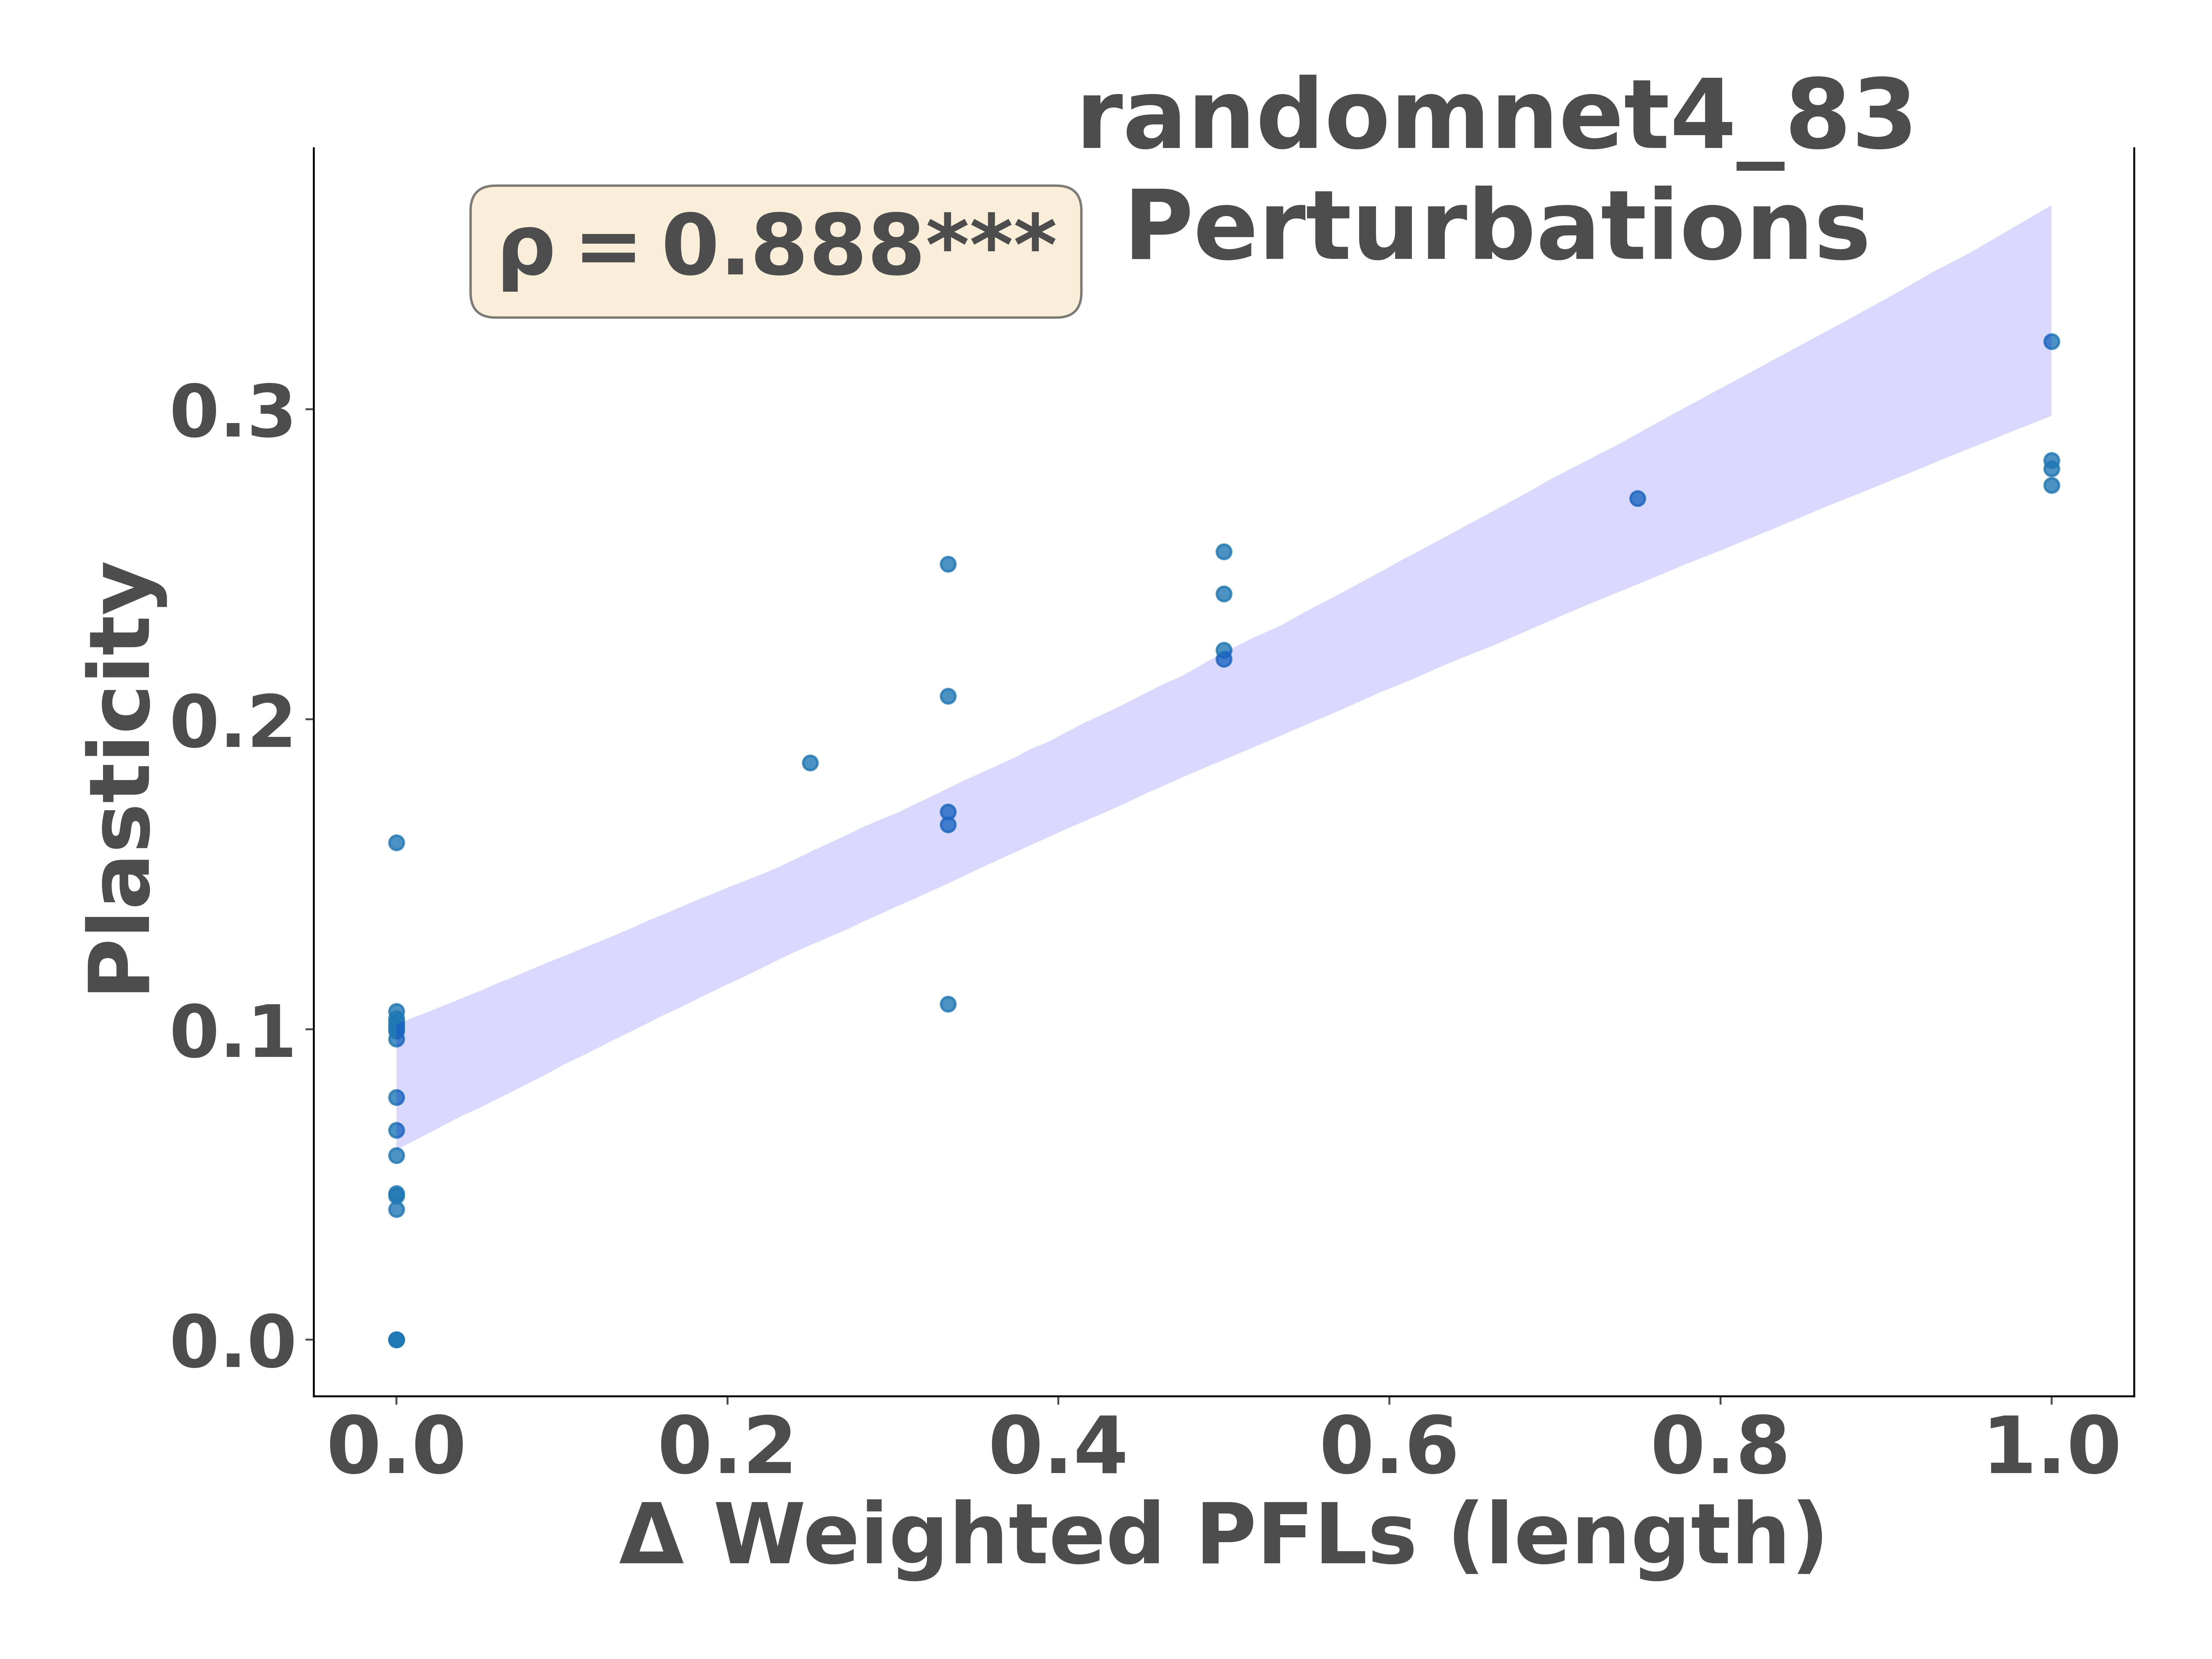 randomnet4_83
Perturbations
ρ = 0.888***
Plasticity
0.3
0.2
0.1
0.0
0.0 0.2 0.4 0.6 0.8 1.0
Δ Weighted PFLs (length)